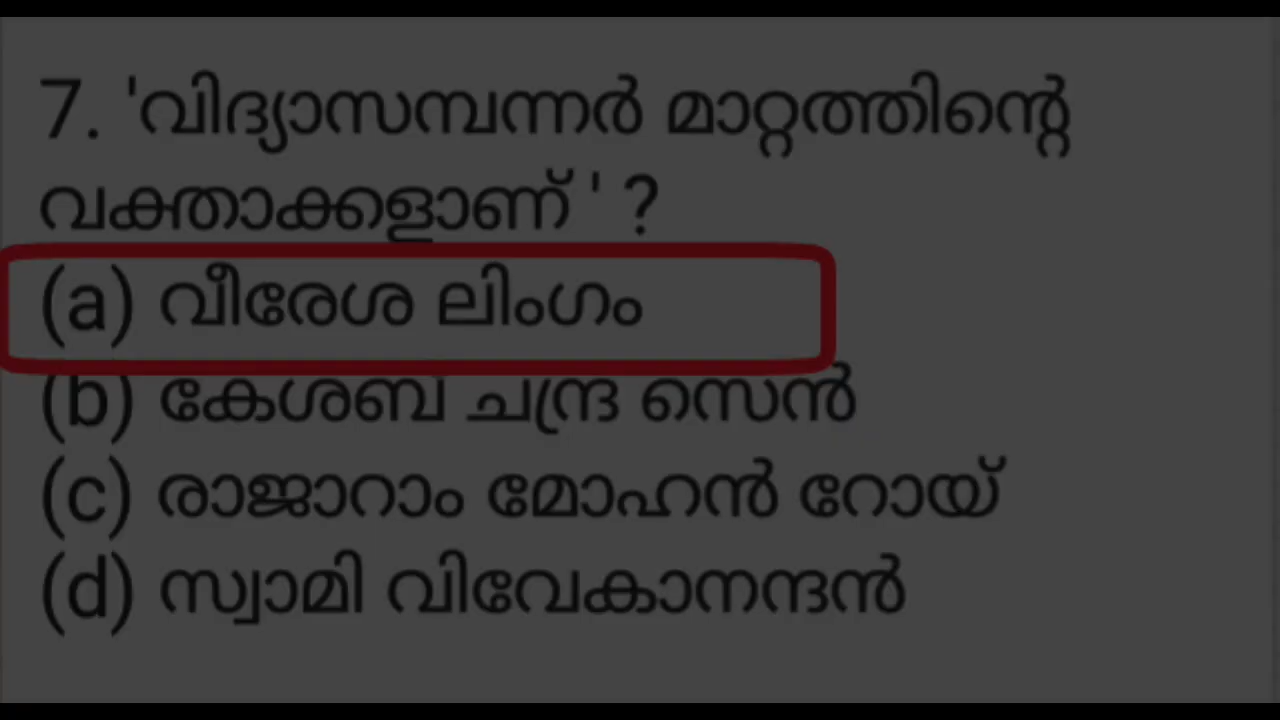 7. 'വിദ്യാസമ്പന്നർ മാറ്റത്തിന്റെ
വക്താക്കളാണ് ' ?
(a) വീരേശ ലിംഗം
(b) കേശബ് ചന്ദ്ര സെൻ
(c) രാജാറാം മോഹൻ റോയ്
(d) സ്വാമി വിവേകാനന്ദൻ